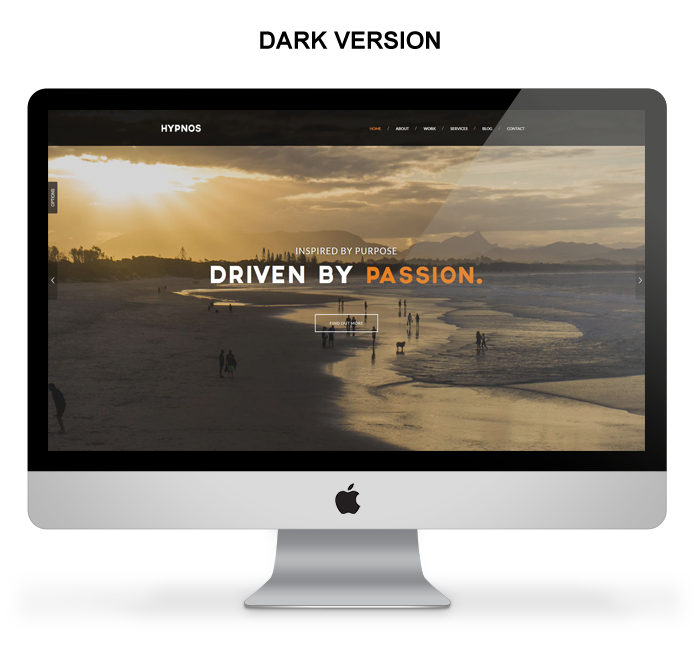 DARK VERSION
HYPNOS
HOME / ABOUT / WORK / SERVICES / BLOG / CONTACT
OPTIONS
INSPIRED BY PURPOSE
DRIVEN BY PASSION.
FIND OUT MORE